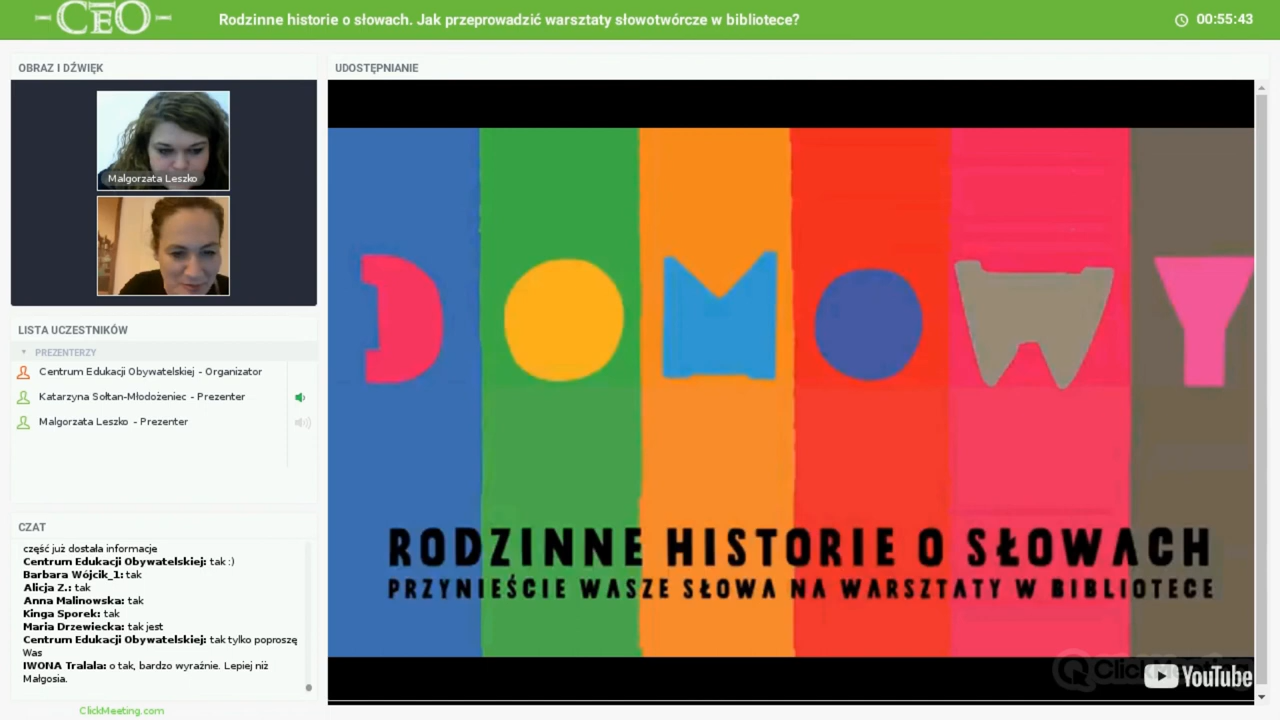 CEO
Rodzinne historie o słowach. Jak przeprowadzić warsztaty słowotwórcze w bibliotece?
00:55:43
OBRAZ I DŹWIĘK
UDOSTĘPNIANIE
Malgorzata Leszko
LISTA UCZESTNIKÓW
PREZENTERZY
Centrum Edukacji Obywatelskiej - Organizator
Katarzyna Sołtan-Młodożeniec - Prezenter
Malgorzata Leszko - Prezenter
DOMOWY
RODZINNE HISTORIE O SŁOWACH
PRZYNIEŚCIE WASZE SŁOWA NA WARSZTATY W BIBLIOTECE
ClickMeeting
YouTube
CZAT
część już dostała informacje
Centrum Edukacji Obywatelskiej: tak :)
Barbara Wójcik_1: tak
Alicja Z.: tak
Anna Malinowska: tak
Kinga Sporek: tak
Maria Drzewiecka: tak jest
Centrum Edukacji Obywatelskiej: tak tylko poproszę
Was
IWONA Tralala: o tak, bardzo wyraźnie. Lepiej niż
Małgosia.
ClickMeeting.com